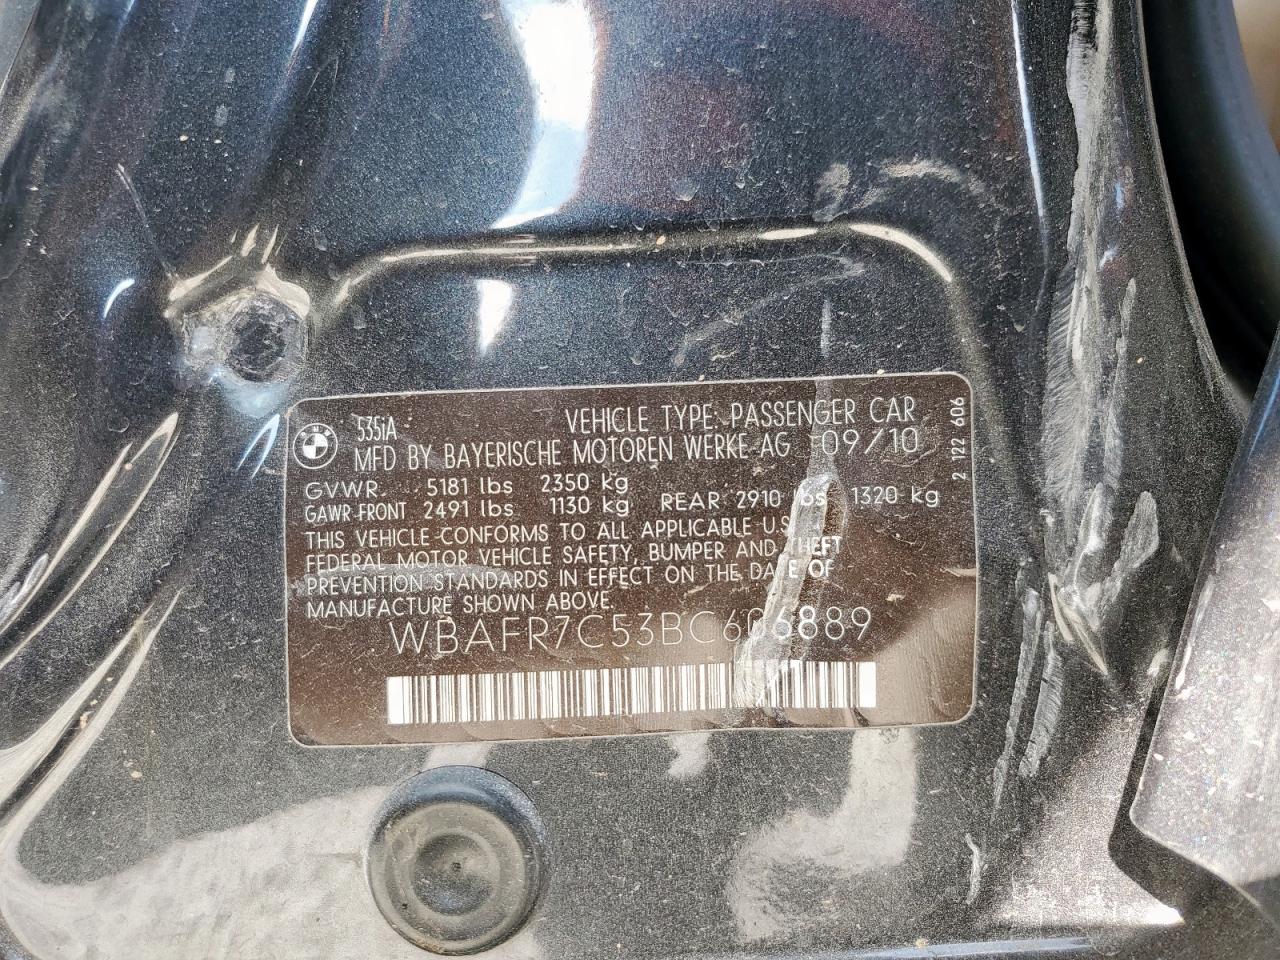 535iA VEHICLE TYPE: PASSENGER CAR
MFD BY BAYERISCHE MOTOREN WERKE AG 09/10
GVWR 5181 lbs 2350 kg
GAWR FRONT 2491 lbs 1130 kg REAR 2910 lbs 1320 kg
THIS VEHICLE CONFORMS TO ALL APPLICABLE U.S.
FEDERAL MOTOR VEHICLE SAFETY, BUMPER AND THEFT
PREVENTION STANDARDS IN EFFECT ON THE DATE OF
MANUFACTURE SHOWN ABOVE.
WBAFR7C53BC606889
2 122 606